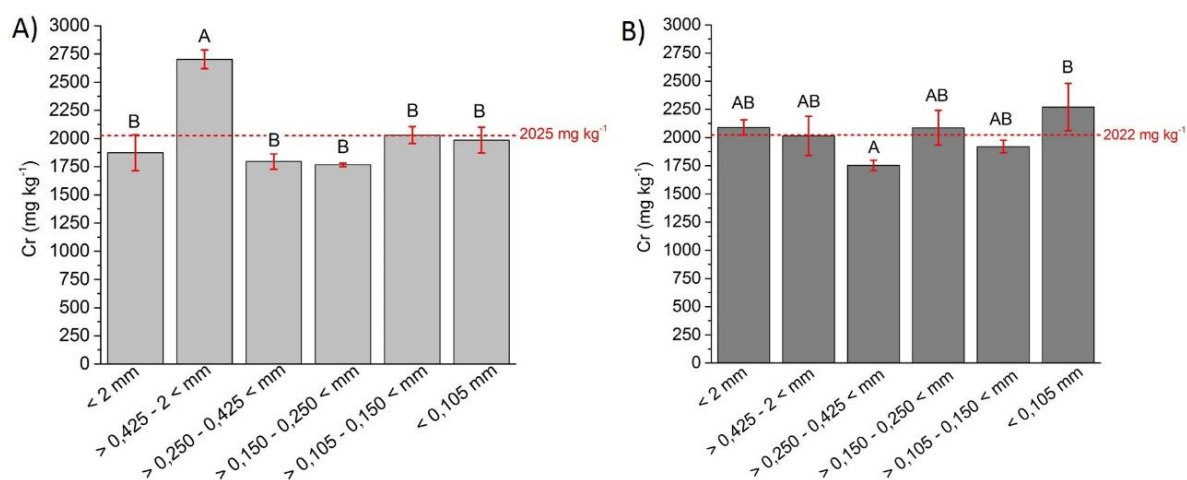 A)
3000
2750
2500
2250
2000
1750
1500
1250
1000
750
500
250
0
Cr (mg kg⁻¹)
B
A
B
B
B
B
2025 mg kg⁻¹
< 2 mm
> 0,425 - 2 < mm
> 0,250 - 0,425 < mm
> 0,150 - 0,250 < mm
> 0,105 - 0,150 < mm
< 0,105 mm
B)
3000
2750
2500
2250
2000
1750
1500
1250
1000
750
500
250
0
Cr (mg kg⁻¹)
AB
AB
A
AB
AB
B
2022 mg kg⁻¹
< 2 mm
> 0,425 - 2 < mm
> 0,250 - 0,425 < mm
> 0,150 - 0,250 < mm
> 0,105 - 0,150 < mm
< 0,105 mm